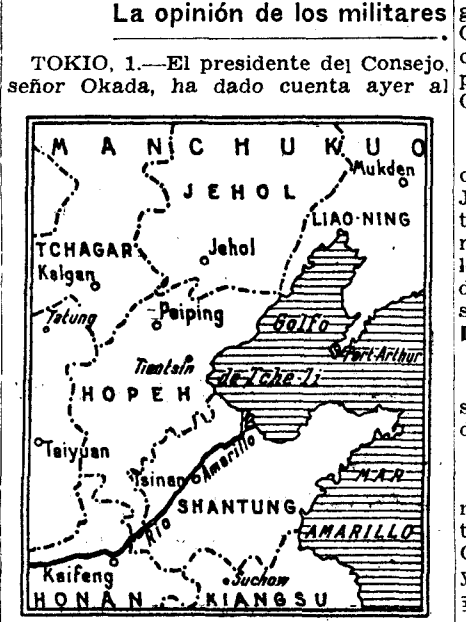 La opinión de los militares
TOKIO, 1.—El presidente del Consejo,
señor Okada, ha dado cuenta ayer al
MANCHUKUO
Mukden
JEHOL
LIAO-NING
TCHAGAR
Jehol
Kalgan
Tatung
Peiping
Golfo
Port-Arthur
Tientsin
de Tche-li
HOPEH
Taiyuan
Tsinan
Amarillo
MAR
SHANTUNG
Río
AMARILLO
Kaifeng
Suchow
HONAN
KIANGSU